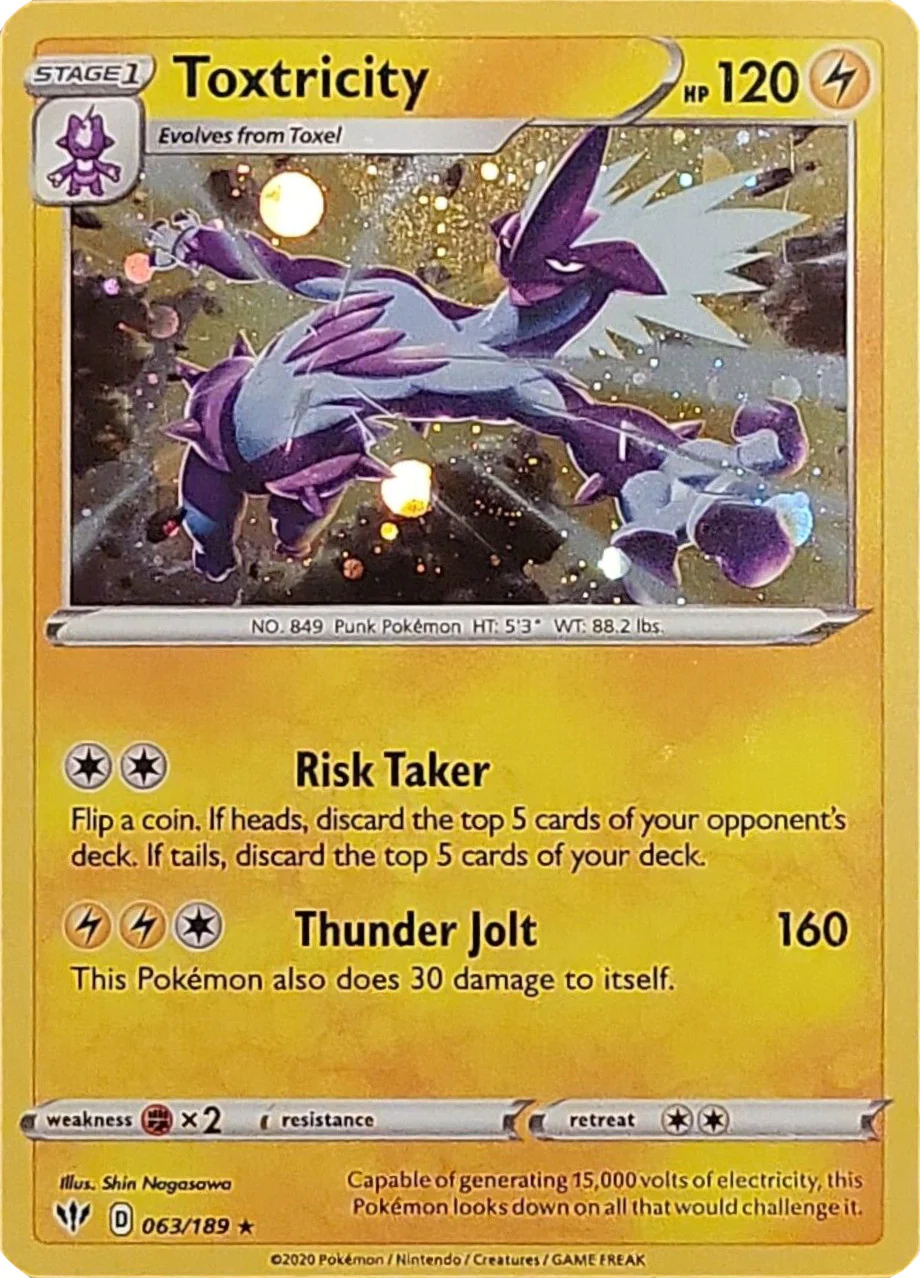 STAGE1
Toxtricity
HP 120
Evolves from Toxel
NO. 849 Punk Pokémon HT: 5'3" WT: 88.2 lbs.
Risk Taker
Flip a coin. If heads, discard the top 5 cards of your opponent's
deck. If tails, discard the top 5 cards of your deck.
Thunder Jolt 160
This Pokémon also does 30 damage to itself.
weakness ×2 resistance retreat
Illus. Shin Nagasawa
Capable of generating 15,000 volts of electricity, this
Pokémon looks down on all that would challenge it.
D 063/189 ★
©2020 Pokémon / Nintendo / Creatures / GAME FREAK